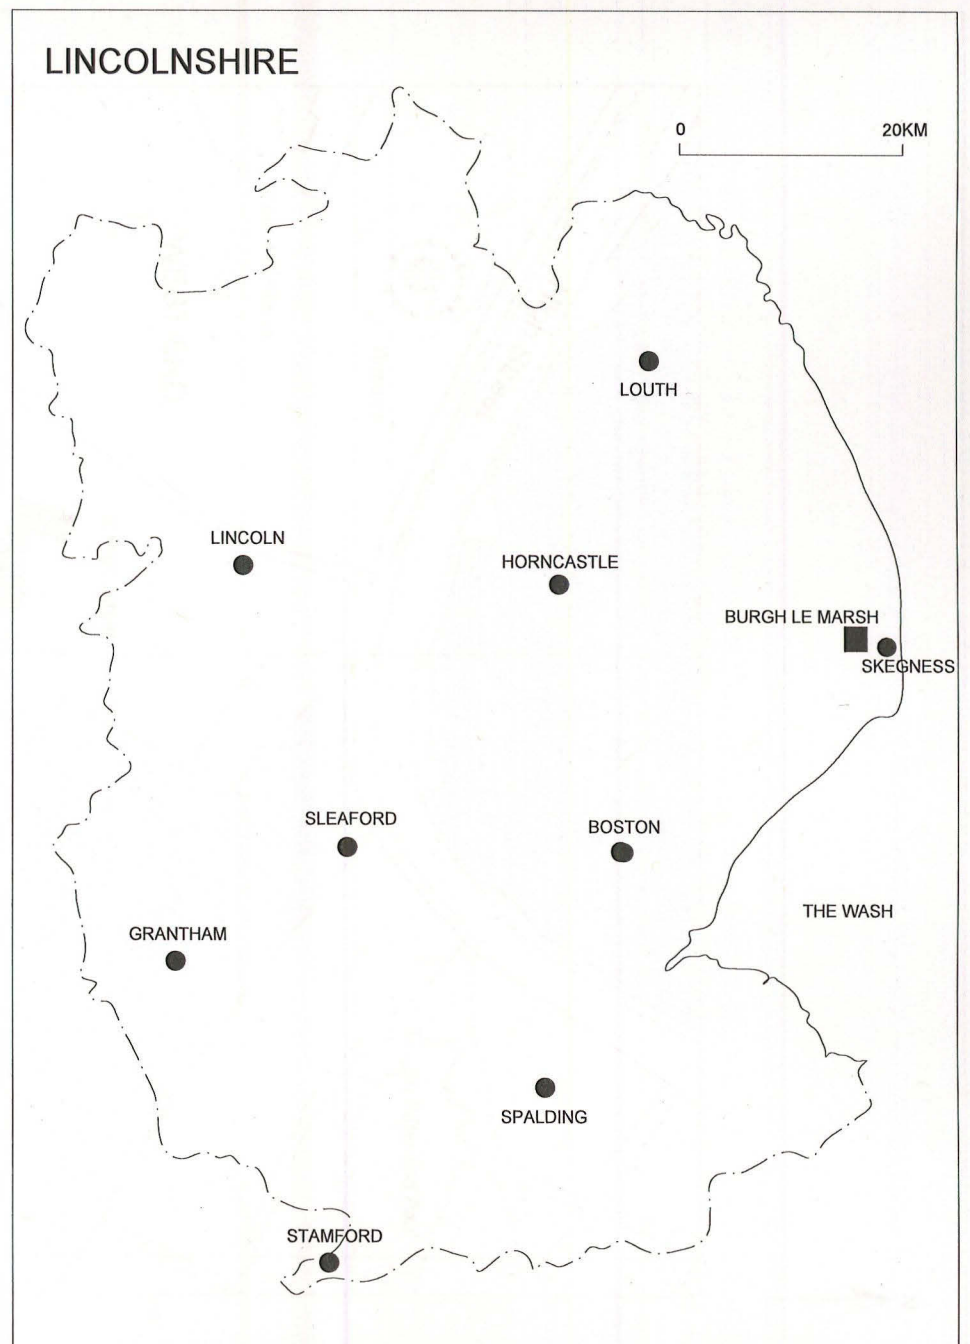 LINCOLNSHIRE
0 20KM
LOUTH
LINCOLN
HORNCASTLE
BURGH LE MARSH
SKEGNESS
SLEAFORD
BOSTON
THE WASH
GRANTHAM
SPALDING
STAMFORD